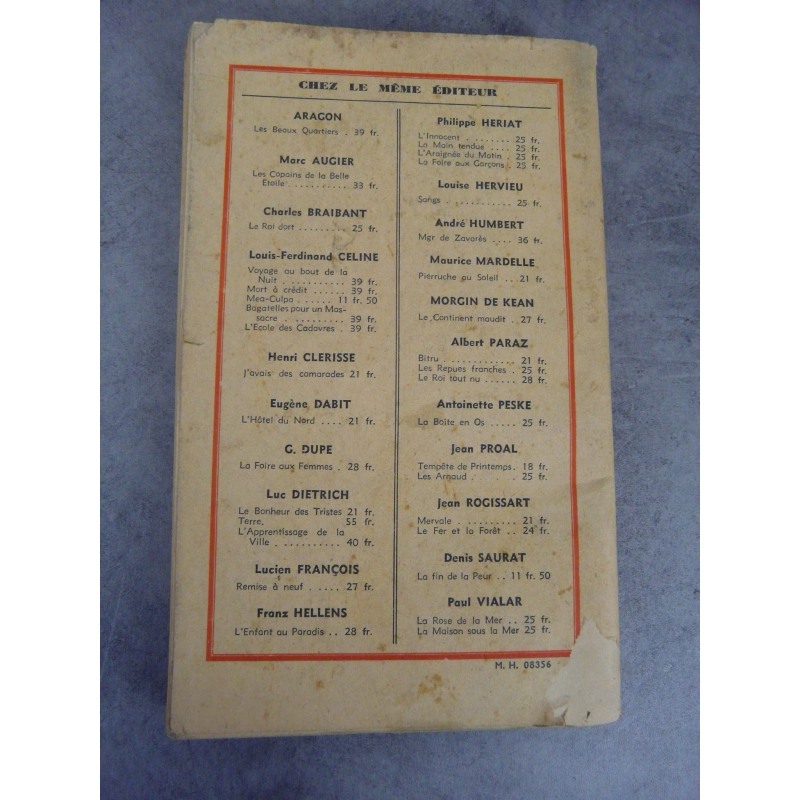 CHEZ LE MÊME ÉDITEUR
ARAGON
Les Beaux Quartiers . 39 fr.
Marc AUGIER
Les Copains de la Belle
Etoile . . . . . . . . . . . 33 fr.
Charles BRAIBANT
Le Roi dort . . . . . . . . . 25 fr.
Louis-Ferdinand CELINE
Voyage au bout de la
Nuit . . . . . . . . . . . 39 fr.
Mort à crédit . . . . . . 39 fr.
Mea-Culpa . . . . . . 11 fr. 50
Bagatelles pour un Mas-
sacre . . . . . . . . . . 39 fr.
L'Ecole des Cadavres . 39 fr.
Henri CLERISSE
J'avais des camarades 21 fr.
Eugène DABIT
L'Hôtel du Nord . . . . 21 fr.
G. DUPE
La Foire aux Femmes . 28 fr.
Luc DIETRICH
Le Bonheur des Tristes 21 fr.
Terre, 55 fr.
L'Apprentissage de la
Ville . . . . . . . . . . 40 fr.
Lucien FRANÇOIS
Remise à neuf . . . . . 27 fr.
Franz HELLENS
L'Enfant au Paradis . . 28 fr.
Philippe HERIAT
L'Innocent . . . . . . . . 25 fr.
La Main tendue . . . . 25 fr.
L'Araignée du Matin . 25 fr.
La Foire aux Garçons . 25 fr.
Louise HERVIEU
Sangs . . . . . . . . . . . . 25 fr.
André HUMBERT
Mgr de Zavorès . . . . 36 fr.
Maurice MARDELLE
Pierruche au Soleil . . . 21 fr.
MORGIN DE KEAN
Le Continent maudit . 27 fr.
Albert PARAZ
Bitru . . . . . . . . . . . . 21 fr.
Les Repues franches . 25 fr.
Le Roi tout nu . . . . . . 28 fr.
Antoinette PESKE
La Boîte en Os . . . . . 25 fr.
Jean PROAL
Tempête de Printemps. 18 fr.
Les Arnaud . . 25 fr.
Jean ROGISSART
Mervale . . . . . . . . . . 21 fr.
Le Fer et la Forêt . . 24 fr.
Denis SAURAT
La fin de la Peur . . 11 fr. 50
Paul VIALAR
La Rose de la Mer . . 25 fr.
La Maison sous la Mer 25 fr.
M. H. 08356